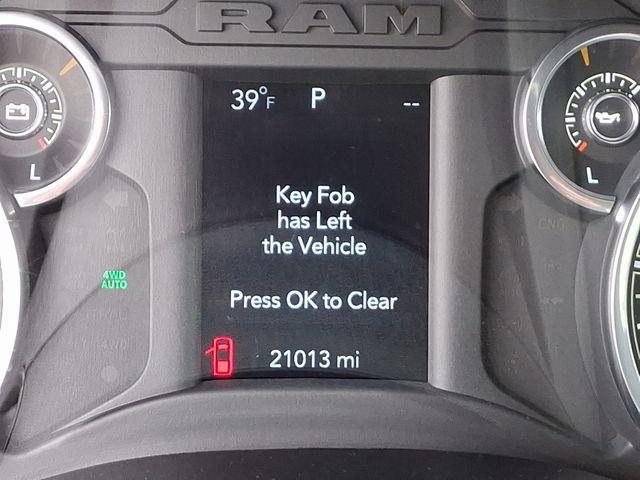 RAM
39°F P --
Key Fob
has Left
the Vehicle
Press OK to Clear
4WD
AUTO
21013 mi
L
L